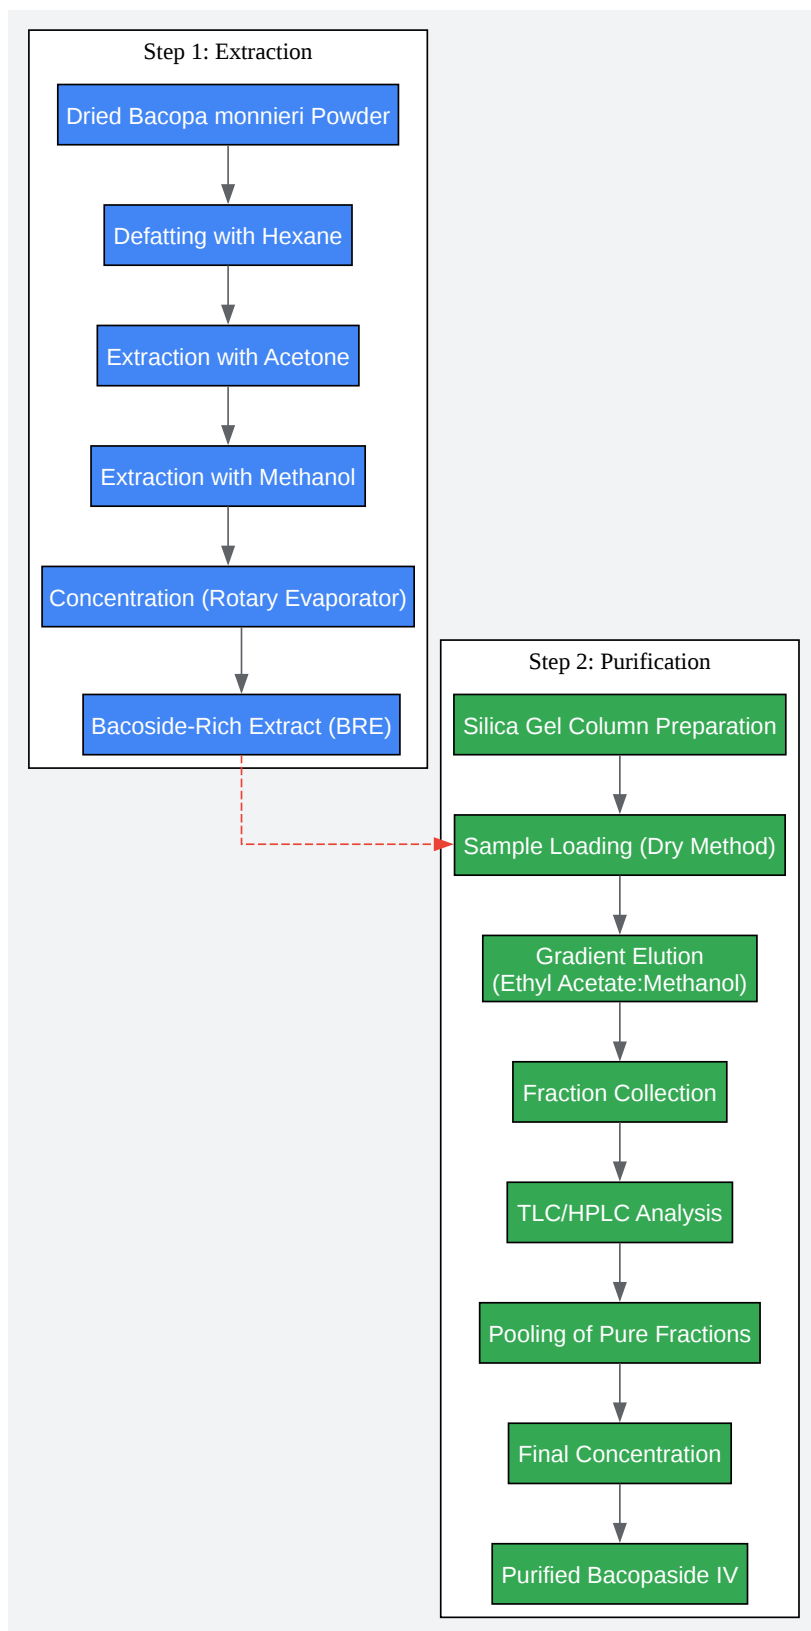 Step 1: Extraction
Dried Bacopa monnieri Powder
Defatting with Hexane
Extraction with Acetone
Extraction with Methanol
Concentration (Rotary Evaporator)
Bacoside-Rich Extract (BRE)
Step 2: Purification
Silica Gel Column Preparation
Sample Loading (Dry Method)
Gradient Elution
(Ethyl Acetate:Methanol)
Fraction Collection
TLC/HPLC Analysis
Pooling of Pure Fractions
Final Concentration
Purified Bacopaside IV